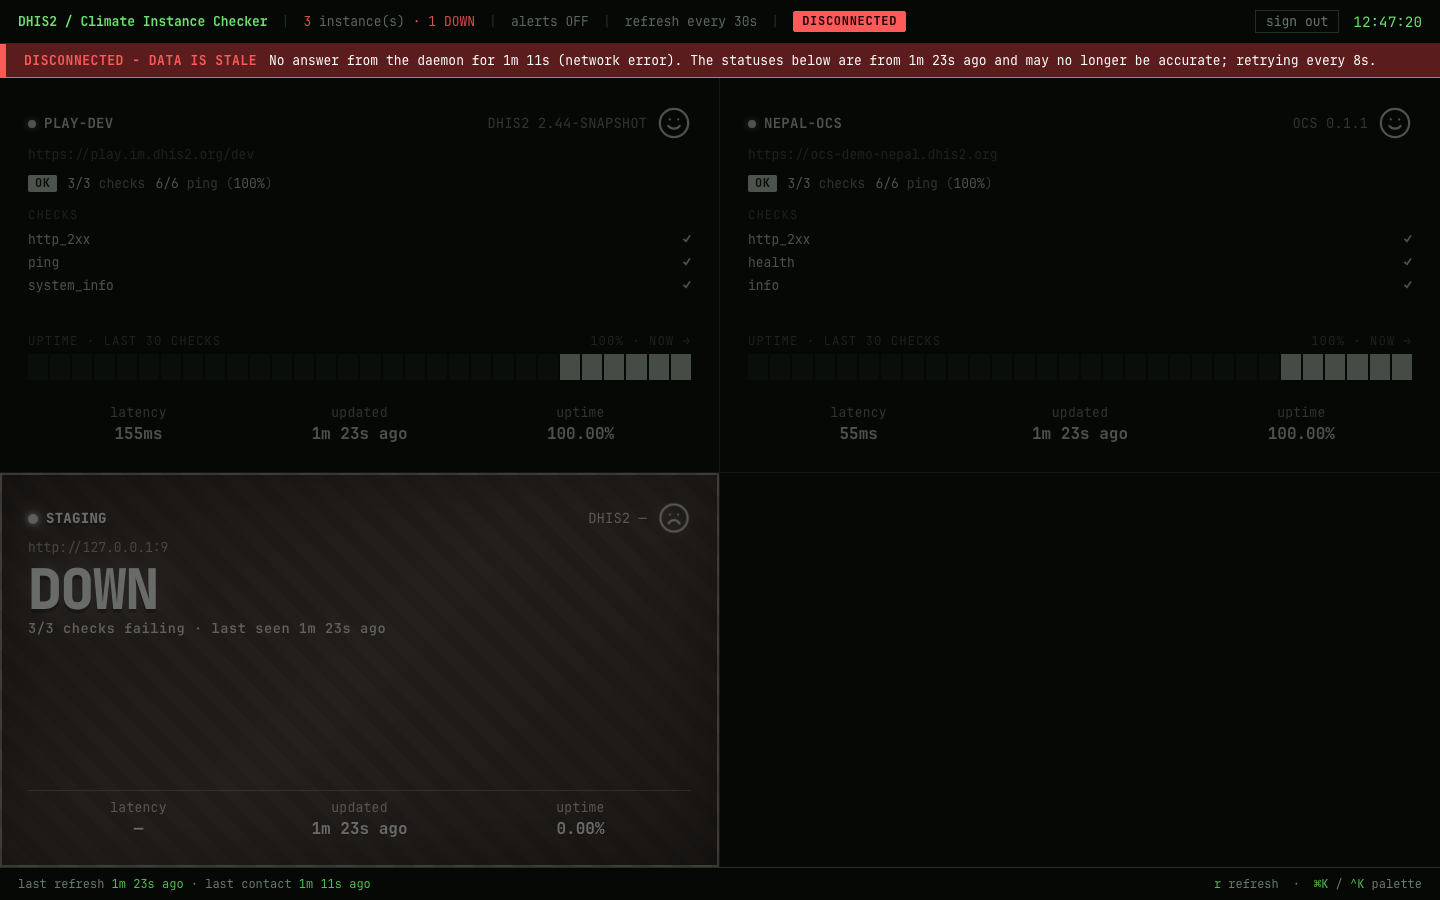 DHIS2 / Climate Instance Checker | 3 instance(s) · 1 DOWN | alerts OFF | refresh every 30s | DISCONNECTED sign out 12:47:20
DISCONNECTED - DATA IS STALE No answer from the daemon for 1m 11s (network error). The statuses below are from 1m 23s ago and may no longer be accurate; retrying every 8s.
PLAY-DEV DHIS2 2.44-SNAPSHOT
https://play.im.dhis2.org/dev
OK 3/3 checks 6/6 ping (100%)
CHECKS
http_2xx ✓
ping ✓
system_info ✓
UPTIME · LAST 30 CHECKS 100% · NOW →
latency updated uptime
155ms 1m 23s ago 100.00%
NEPAL-OCS OCS 0.1.1
https://ocs-demo-nepal.dhis2.org
OK 3/3 checks 6/6 ping (100%)
CHECKS
http_2xx ✓
health ✓
info ✓
UPTIME · LAST 30 CHECKS 100% · NOW →
latency updated uptime
55ms 1m 23s ago 100.00%
STAGING DHIS2 —
http://127.0.0.1:9
DOWN
3/3 checks failing · last seen 1m 23s ago
latency updated uptime
— 1m 23s ago 0.00%
last refresh 1m 23s ago · last contact 1m 11s ago r refresh · ⌘K / ^K palette